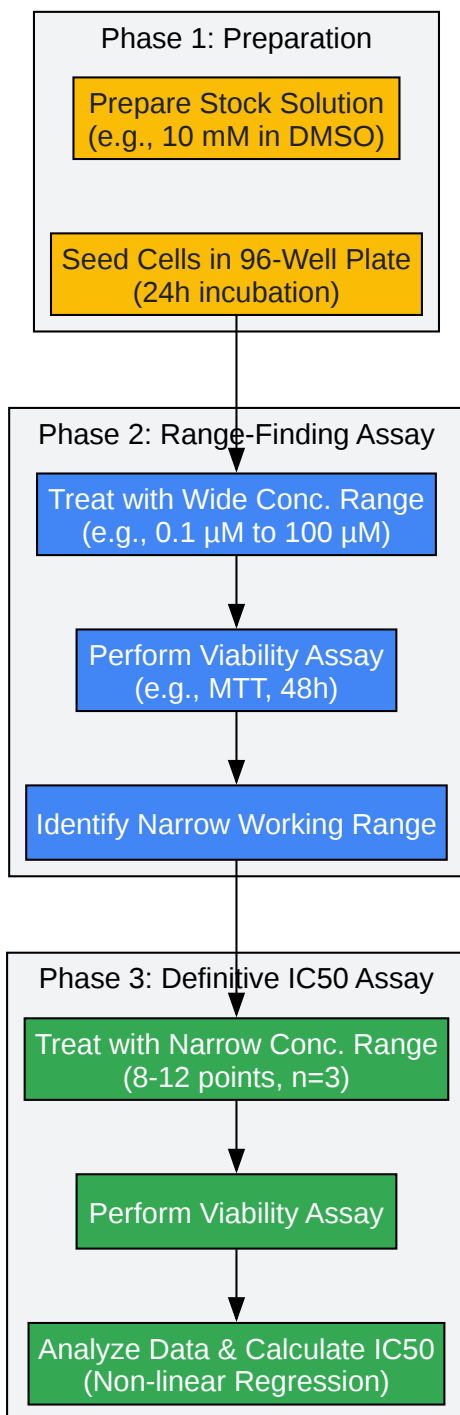 Phase 1: Preparation
Prepare Stock Solution
(e.g., 10 mM in DMSO)
Seed Cells in 96-Well Plate
(24h incubation)
Phase 2: Range-Finding Assay
Treat with Wide Conc. Range
(e.g., 0.1 µM to 100 µM)
Perform Viability Assay
(e.g., MTT, 48h)
Identify Narrow Working Range
Phase 3: Definitive IC50 Assay
Treat with Narrow Conc. Range
(8-12 points, n=3)
Perform Viability Assay
Analyze Data & Calculate IC50
(Non-linear Regression)